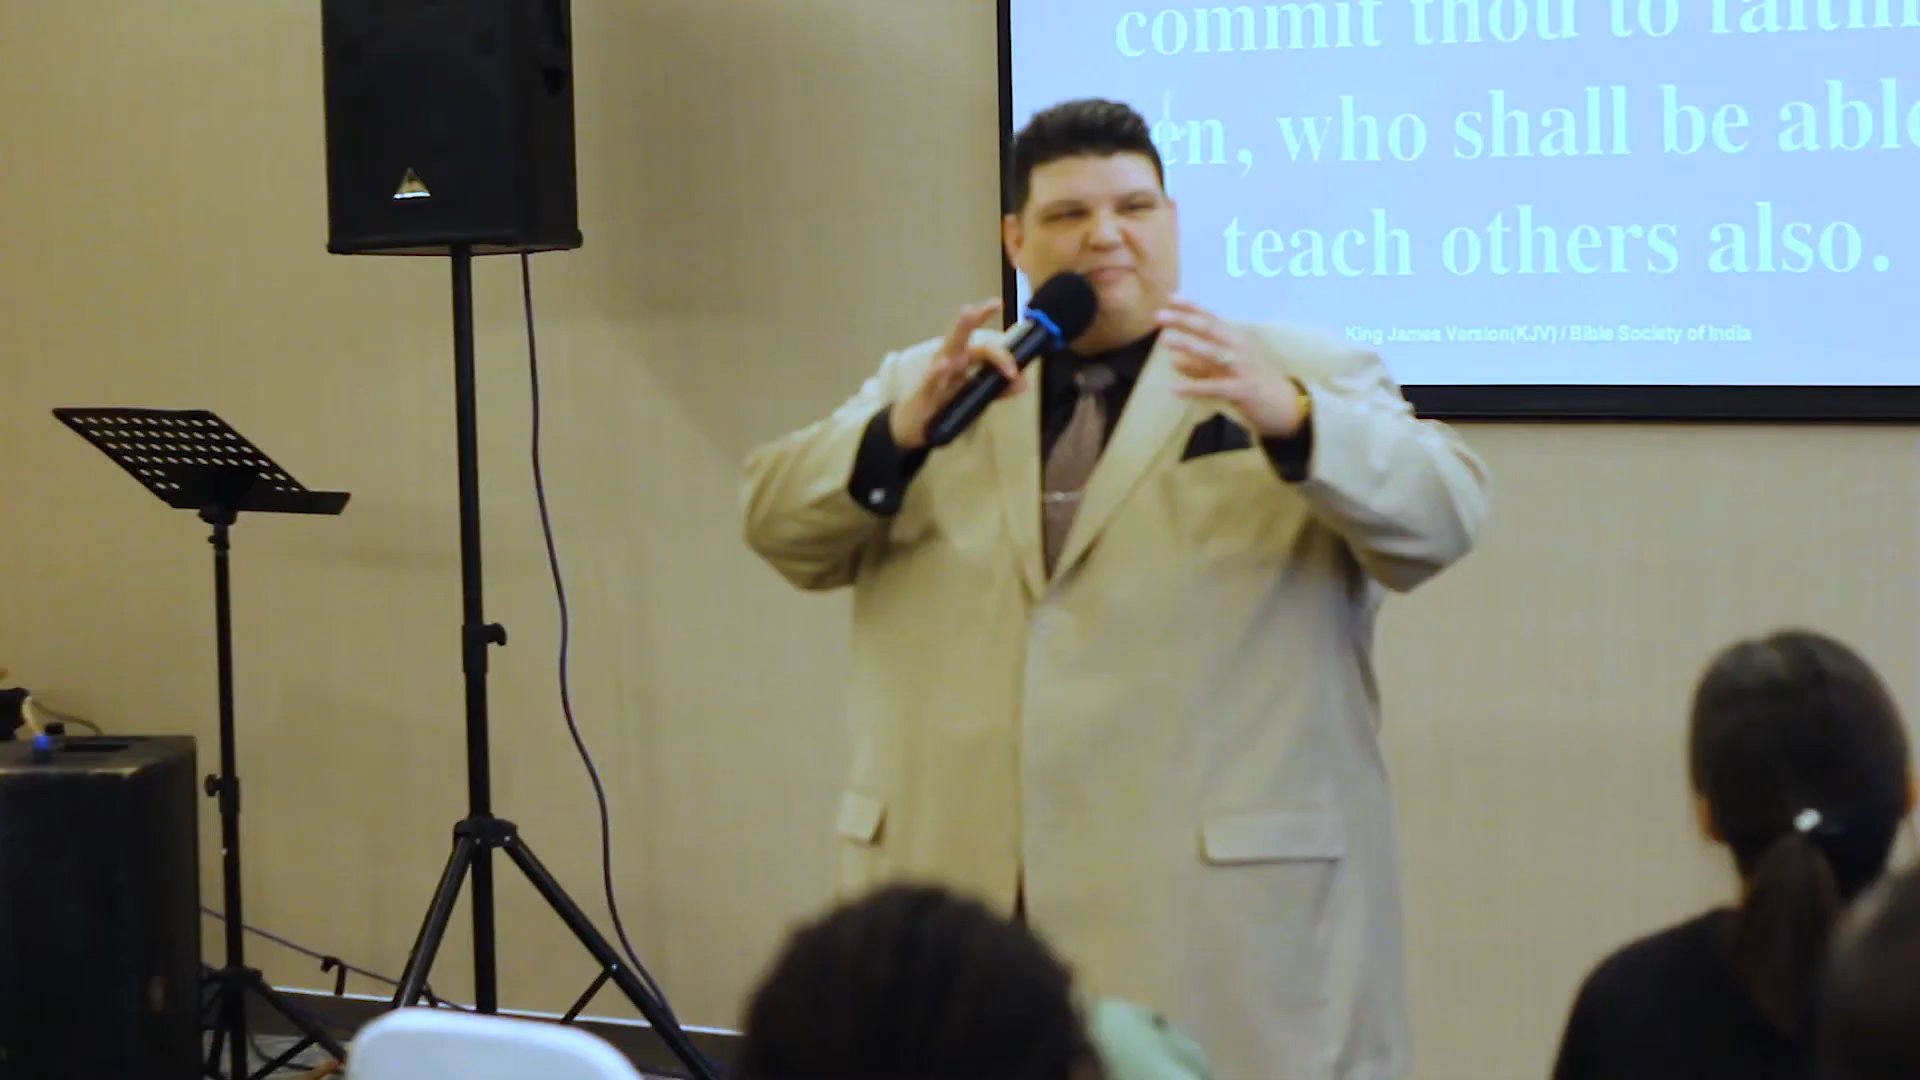 commit thou to faith
en, who shall be able
teach others also.
King James Version(KJV) / Bible Society of India